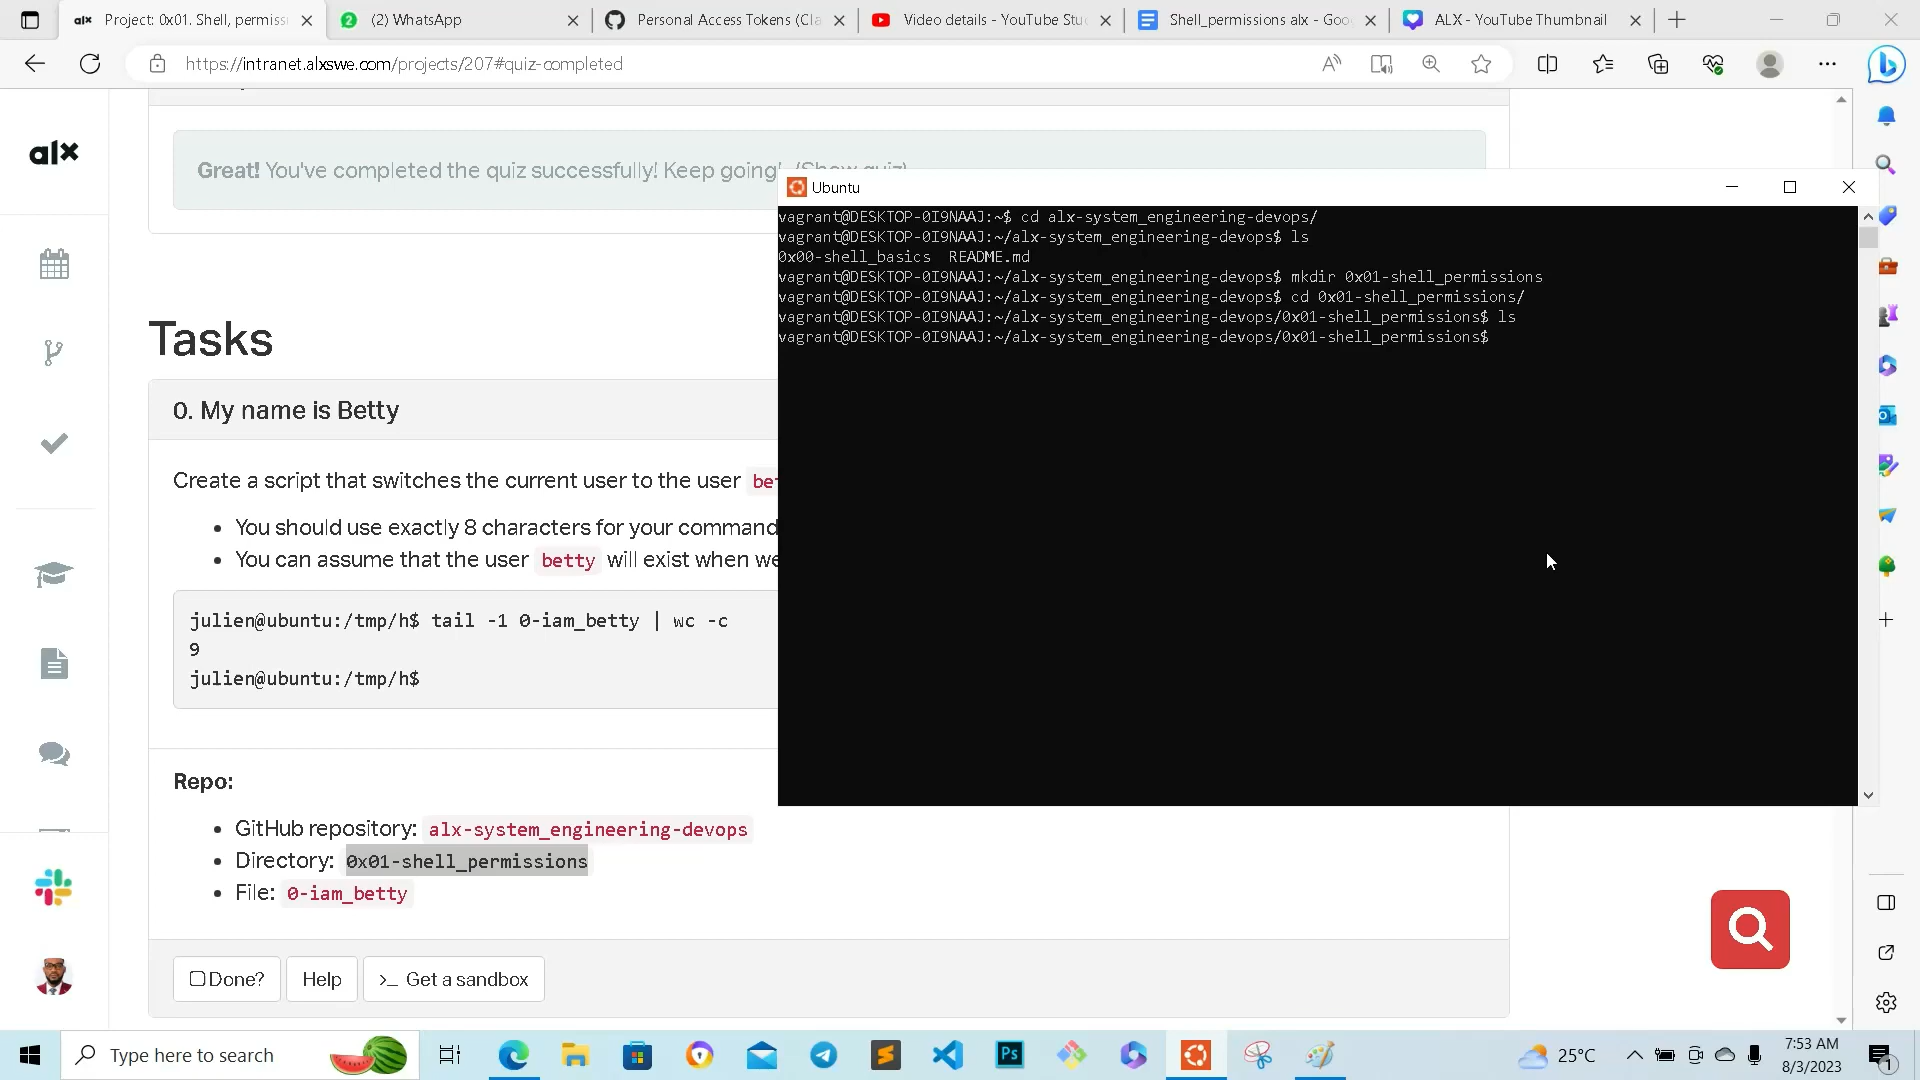 Project: 0x01. Shell, permiss
(2) WhatsApp
Personal Access Tokens (Cla
Video details - YouTube Stu
Shell_permissions alx - Goo
ALX - YouTube Thumbnail
https://intranet.alxswe.com/projects/207#quiz-completed
alx
Great! You've completed the quiz successfully! Keep going! (Show quiz)
Ubuntu
vagrant@DESKTOP-0I9NAAJ:~$ cd alx-system_engineering-devops/
vagrant@DESKTOP-0I9NAAJ:~/alx-system_engineering-devops$ ls
0x00-shell_basics  README.md
vagrant@DESKTOP-0I9NAAJ:~/alx-system_engineering-devops$ mkdir 0x01-shell_permissions
vagrant@DESKTOP-0I9NAAJ:~/alx-system_engineering-devops$ cd 0x01-shell_permissions/
vagrant@DESKTOP-0I9NAAJ:~/alx-system_engineering-devops/0x01-shell_permissions$ ls
vagrant@DESKTOP-0I9NAAJ:~/alx-system_engineering-devops/0x01-shell_permissions$
Tasks
0. My name is Betty
Create a script that switches the current user to the user be
You should use exactly 8 characters for your command
You can assume that the user betty will exist when we
julien@ubuntu:/tmp/h$ tail -1 0-iam_betty | wc -c
9
julien@ubuntu:/tmp/h$
Repo:
GitHub repository: alx-system_engineering-devops
Directory: 0x01-shell_permissions
File: 0-iam_betty
Done?
Help
>_ Get a sandbox
Type here to search
Ps
25°C
7:53 AM
8/3/2023
1